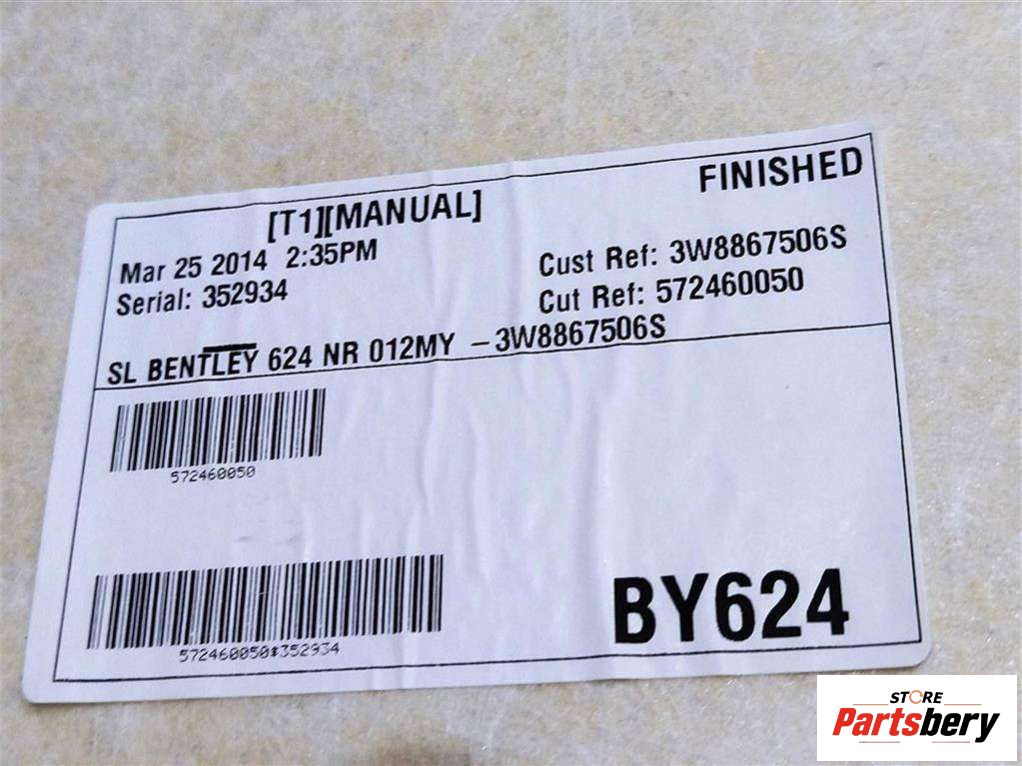 FINISHED
[T1][MANUAL]
Mar 25 2014 2:35PM
Cust Ref: 3W8867506S
Serial: 352934
Cut Ref: 572460050
SL BENTLEY 624 NR 012MY -3W8867506S
572460050
BY624
572460050$352934
STORE
Partsbery